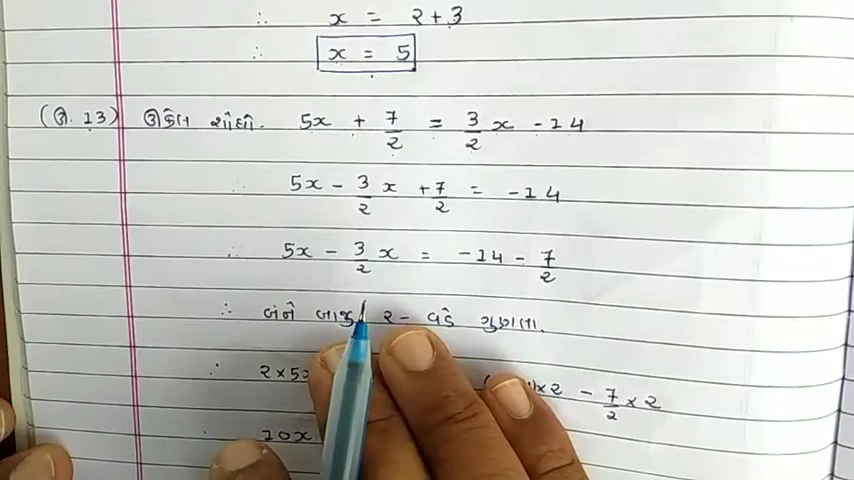 ∴ x = 2+3
∴ x = 5
(ઉ. 13) ઉકેલ શોધો. 5x + 7/2 = 3/2 x - 14
∴ 5x - 3/2 x + 7/2 = -14
∴ 5x - 3/2 x = -14 - 7/2
∴ બંને બાજુ 2- વડે ગુણતા.
∴ 2×5x ×2 - 7/2 × 2
∴ 10x